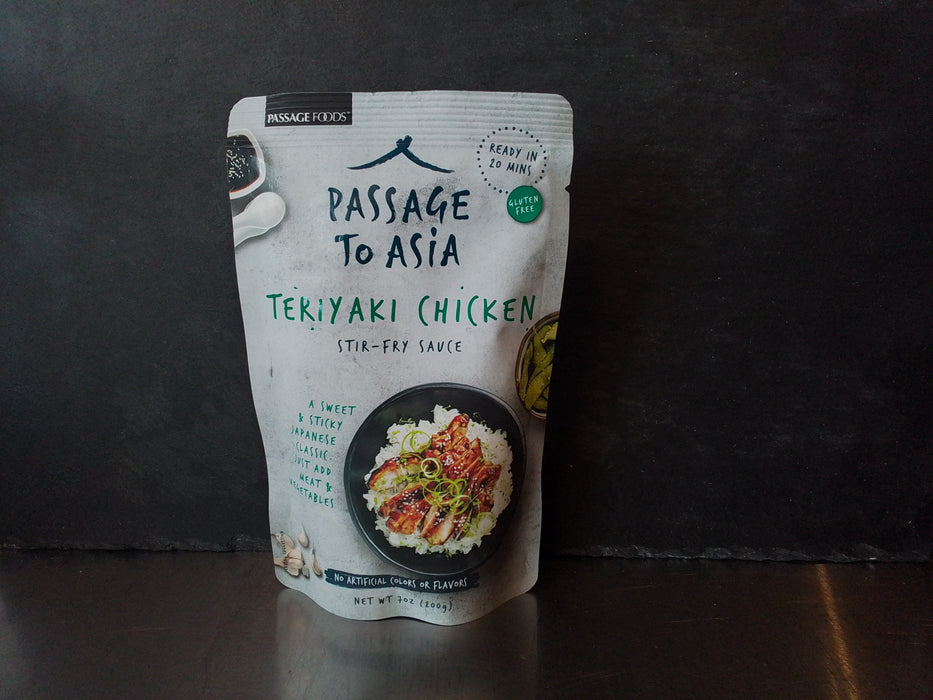 PASSAGE FOODS™
READY IN
20 MINS
GLUTEN
FREE
PASSAGE
TO ASIA
TERIYAKI CHICKEN
STIR-FRY SAUCE
A SWEET
& STICKY
JAPANESE
CLASSIC.
JUST ADD
MEAT &
VEGETABLES
NO ARTIFICIAL COLORS OR FLAVORS
NET WT 7OZ (200g)